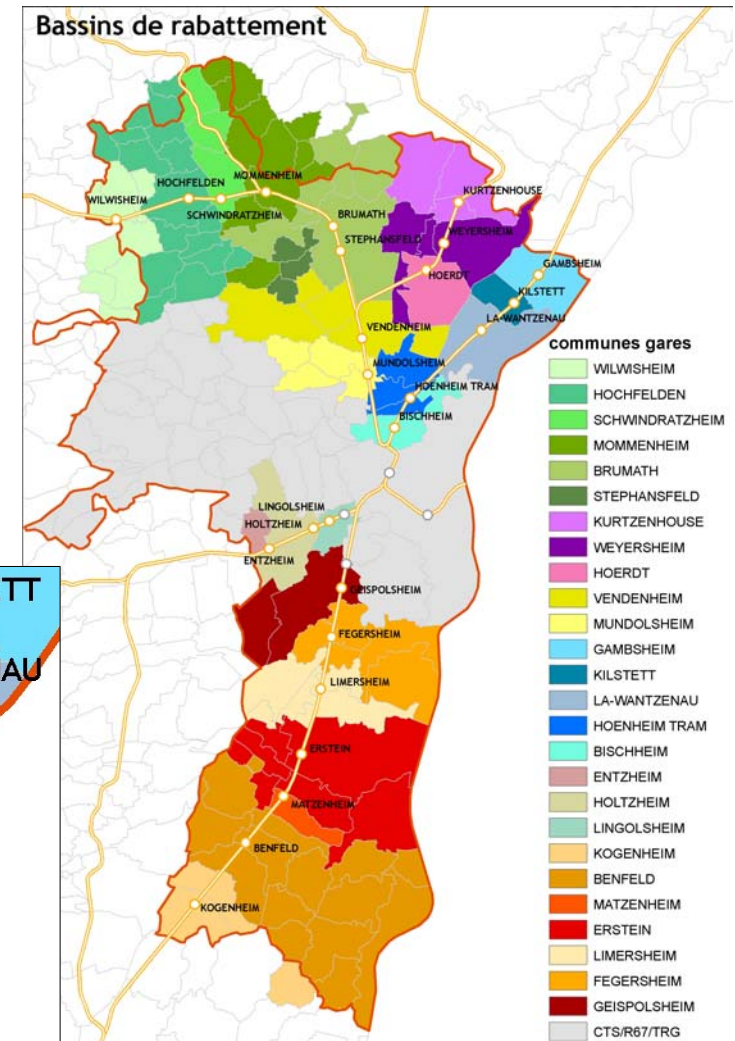 Bassins de rabattement
MOMMENHEIM
HOCHFELDEN
WILWISHEIM
KURTZENHOUSE
SCHWINDRATZHEIM
BRUMATH
WEYERSHEIM
STEPHANSFELD
GAMBSHEIM
HOERDT
KILSTETT
LA-WANTZENAU
VENDENHEIM
MUNDOLSHEIM
HOENHEIM TRAM
BISCHHEIM
LINGOLSHEIM
HOLTZHEIM
ENTZHEIM
GEISPOLSHEIM
FEGERSHEIM
LIMERSHEIM
ERSTEIN
MATZENHEIM
BENFELD
KOGENHEIM
TT
AU
communes gares
WILWISHEIM
HOCHFELDEN
SCHWINDRATZHEIM
MOMMENHEIM
BRUMATH
STEPHANSFELD
KURTZENHOUSE
WEYERSHEIM
HOERDT
VENDENHEIM
MUNDOLSHEIM
GAMBSHEIM
KILSTETT
LA-WANTZENAU
HOENHEIM TRAM
BISCHHEIM
ENTZHEIM
HOLTZHEIM
LINGOLSHEIM
KOGENHEIM
BENFELD
MATZENHEIM
ERSTEIN
LIMERSHEIM
FEGERSHEIM
GEISPOLSHEIM
CTS/R67/TRG